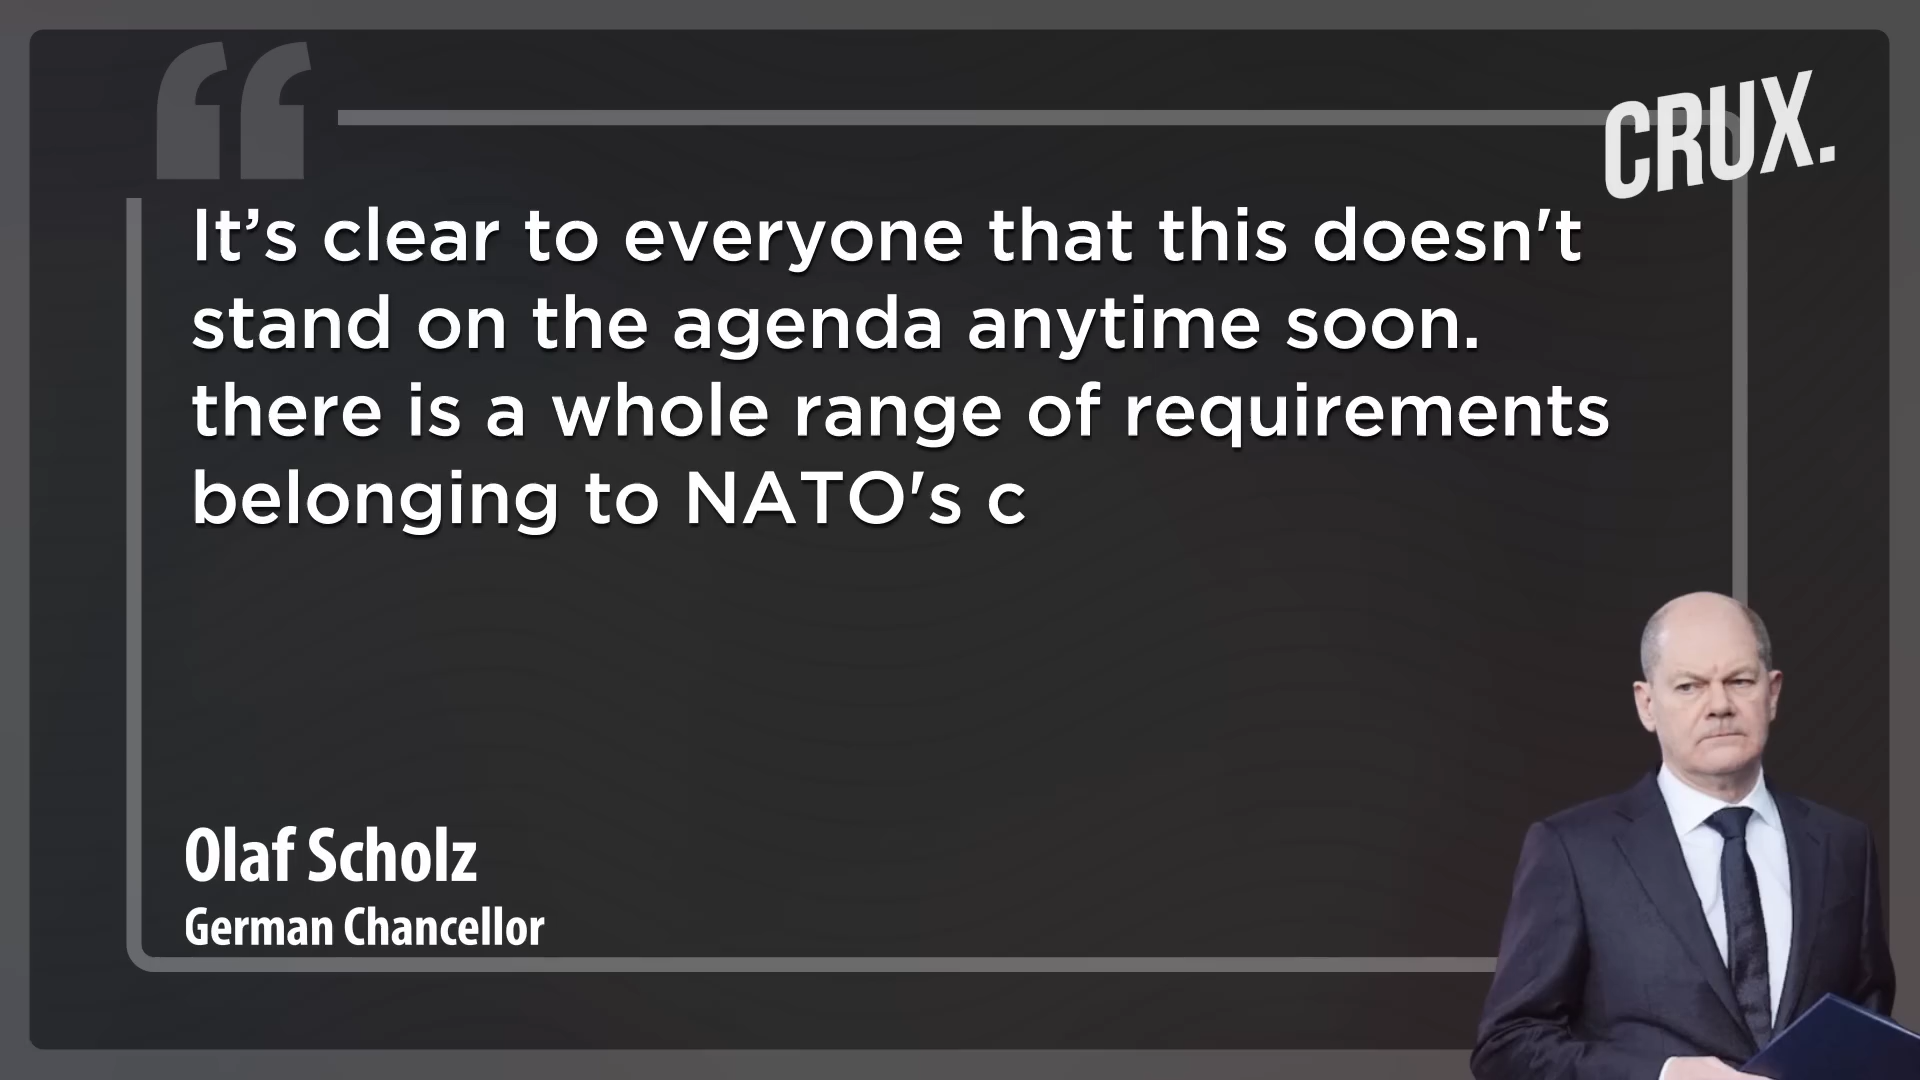 CRUX.
It’s clear to everyone that this doesn't
stand on the agenda anytime soon.
there is a whole range of requirements
belonging to NATO's c
Olaf Scholz
German Chancellor